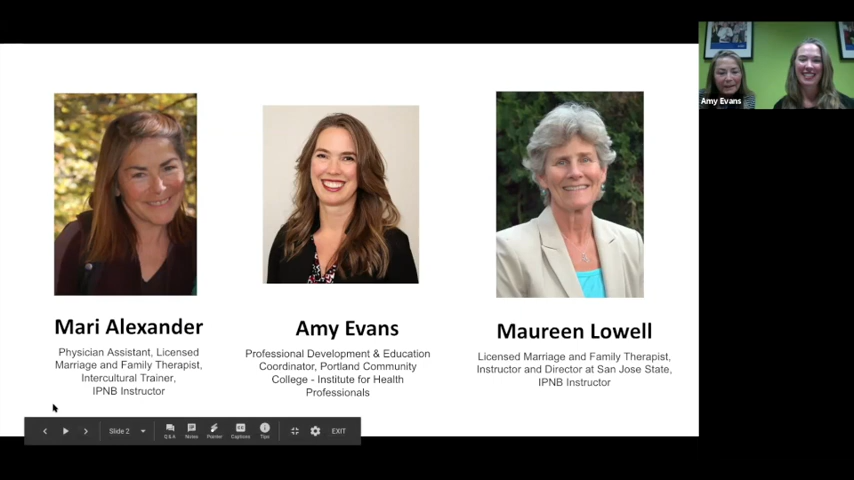 Amy Evans
Mari Alexander
Physician Assistant, Licensed
Marriage and Family Therapist,
Intercultural Trainer,
IPNB Instructor
Amy Evans
Professional Development & Education
Coordinator, Portland Community
College - Institute for Health
Professionals
Maureen Lowell
Licensed Marriage and Family Therapist,
Instructor and Director at San Jose State,
IPNB Instructor
Slide 2
Q&A
Notes
Pointer
Captions
Tips
EXIT